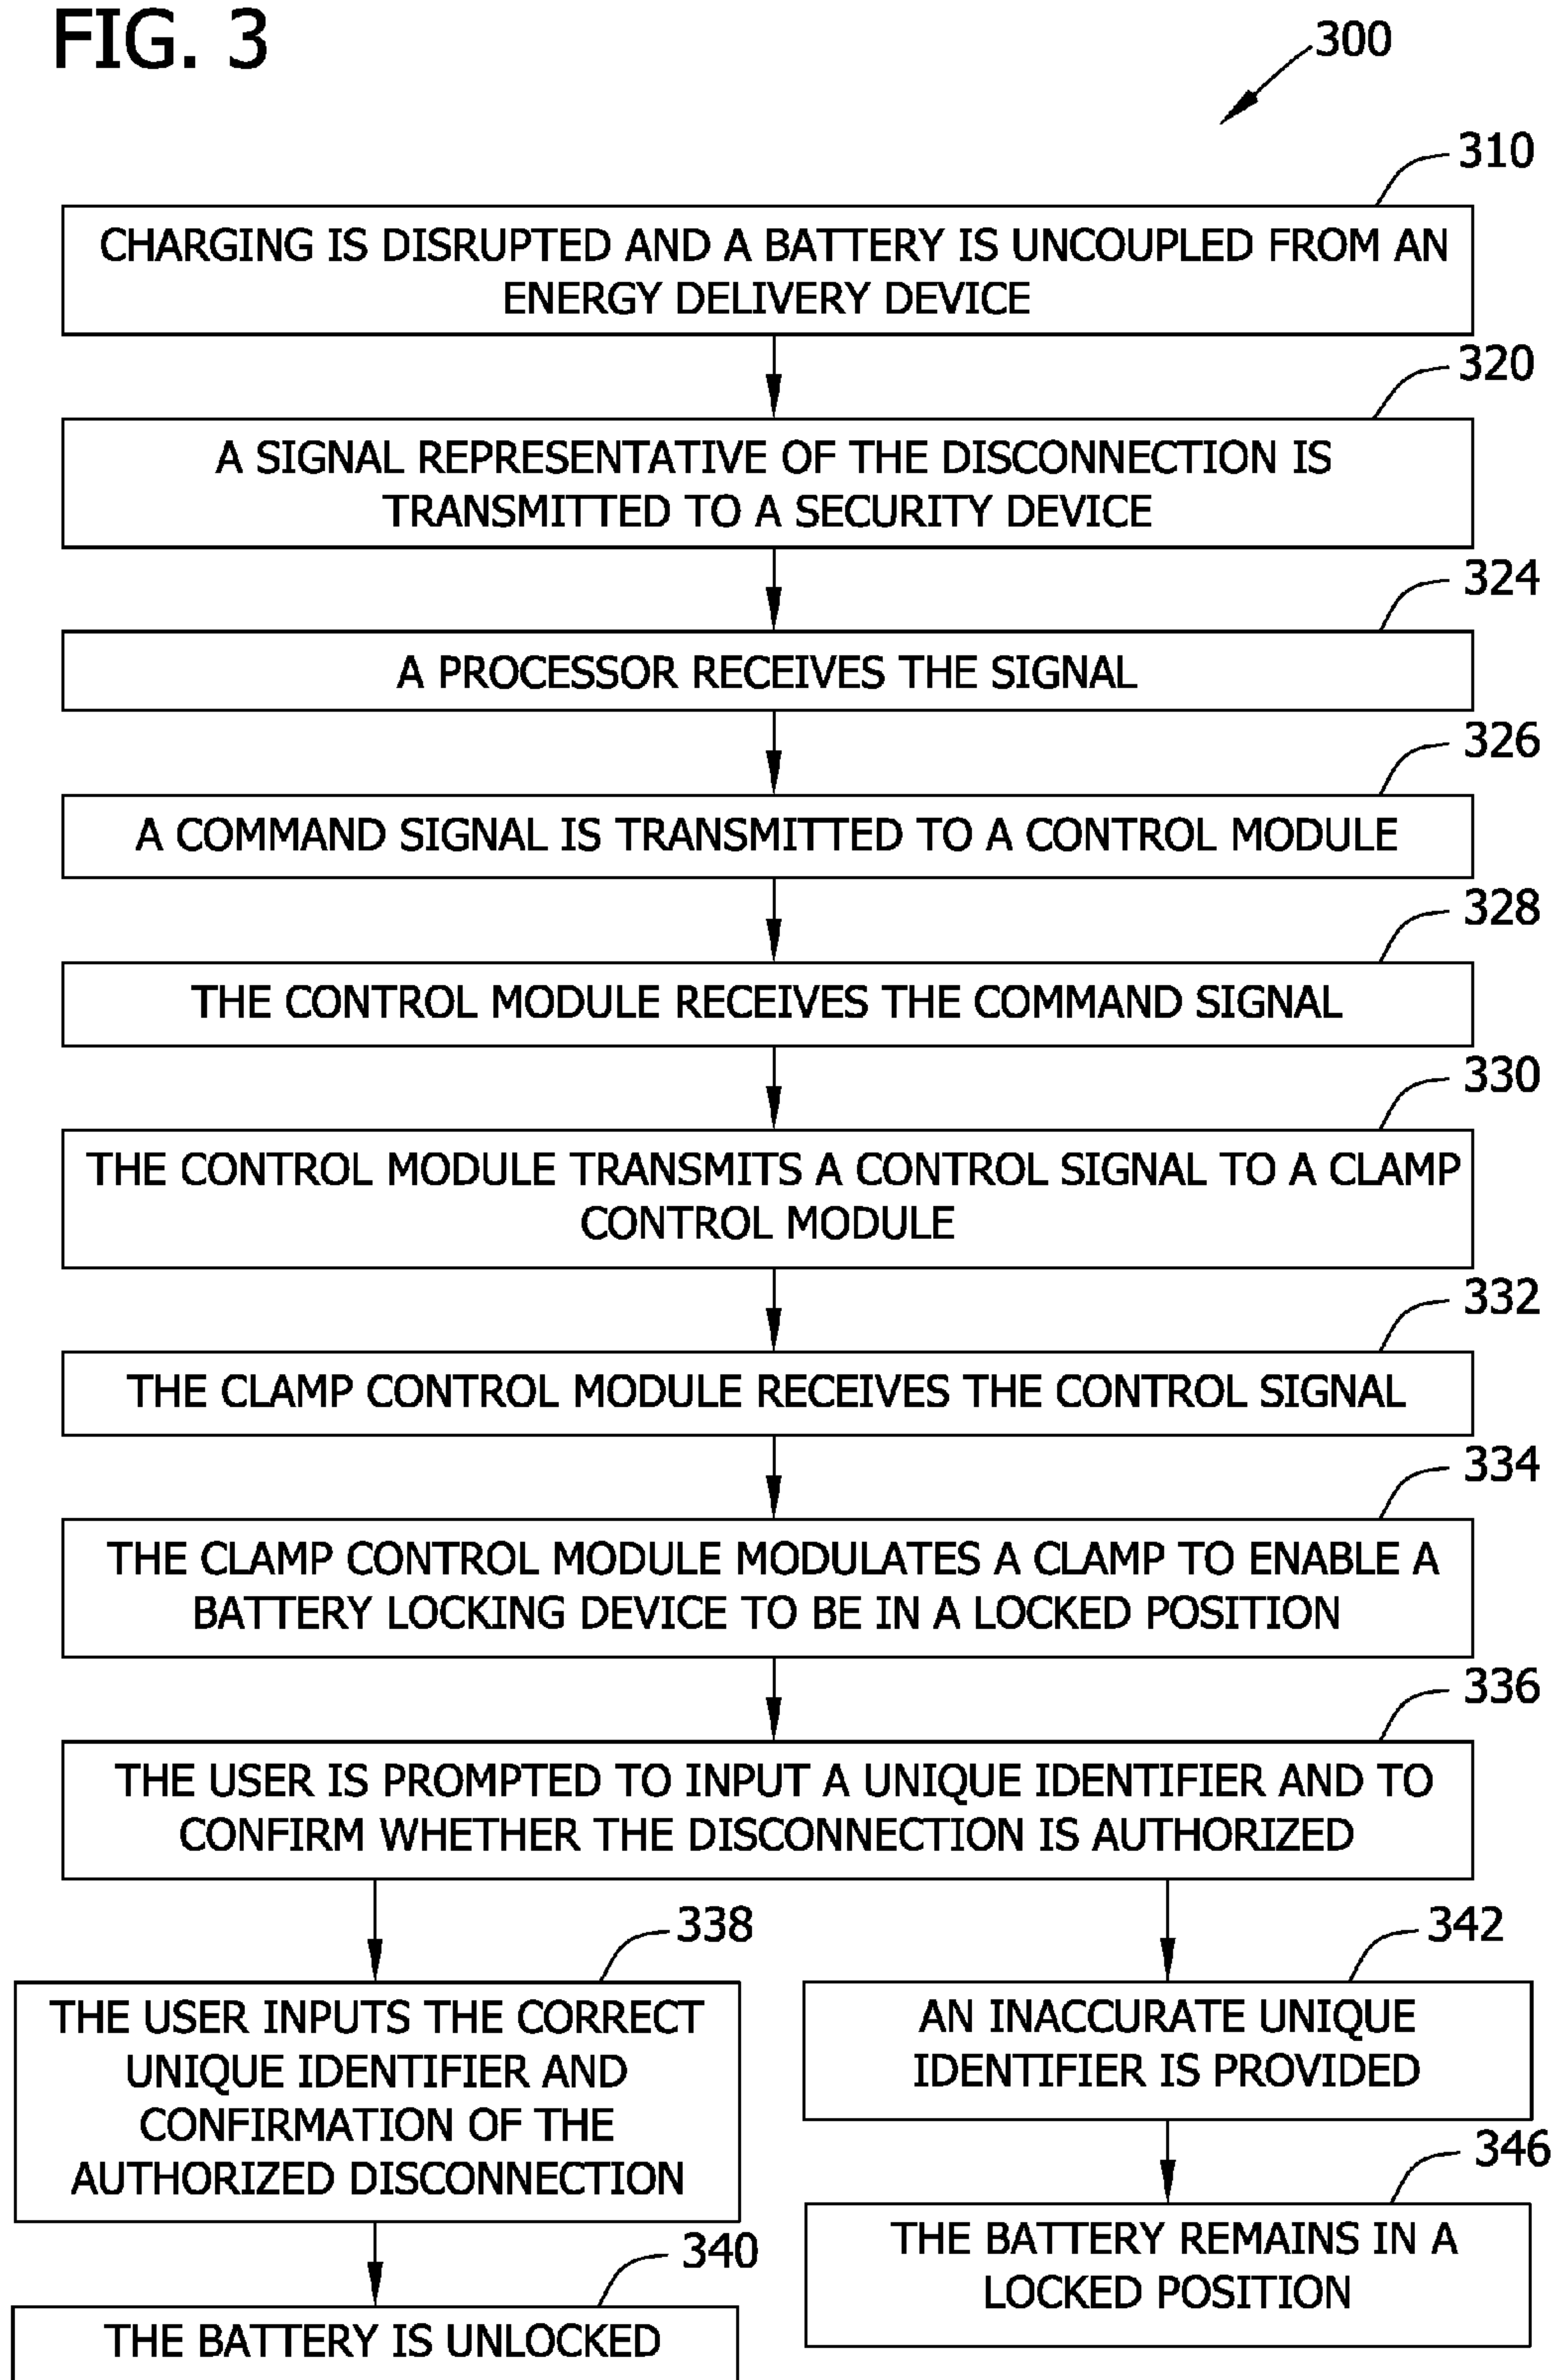 FIG. 3
300
310
CHARGING IS DISRUPTED AND A BATTERY IS UNCOUPLED FROM AN
ENERGY DELIVERY DEVICE
320
A SIGNAL REPRESENTATIVE OF THE DISCONNECTION IS
TRANSMITTED TO A SECURITY DEVICE
324
A PROCESSOR RECEIVES THE SIGNAL
326
A COMMAND SIGNAL IS TRANSMITTED TO A CONTROL MODULE
328
THE CONTROL MODULE RECEIVES THE COMMAND SIGNAL
330
THE CONTROL MODULE TRANSMITS A CONTROL SIGNAL TO A CLAMP
CONTROL MODULE
332
THE CLAMP CONTROL MODULE RECEIVES THE CONTROL SIGNAL
334
THE CLAMP CONTROL MODULE MODULATES A CLAMP TO ENABLE A
BATTERY LOCKING DEVICE TO BE IN A LOCKED POSITION
336
THE USER IS PROMPTED TO INPUT A UNIQUE IDENTIFIER AND TO
CONFIRM WHETHER THE DISCONNECTION IS AUTHORIZED
338
THE USER INPUTS THE CORRECT
UNIQUE IDENTIFIER AND
CONFIRMATION OF THE
AUTHORIZED DISCONNECTION
340
THE BATTERY IS UNLOCKED
342
AN INACCURATE UNIQUE
IDENTIFIER IS PROVIDED
346
THE BATTERY REMAINS IN A
LOCKED POSITION